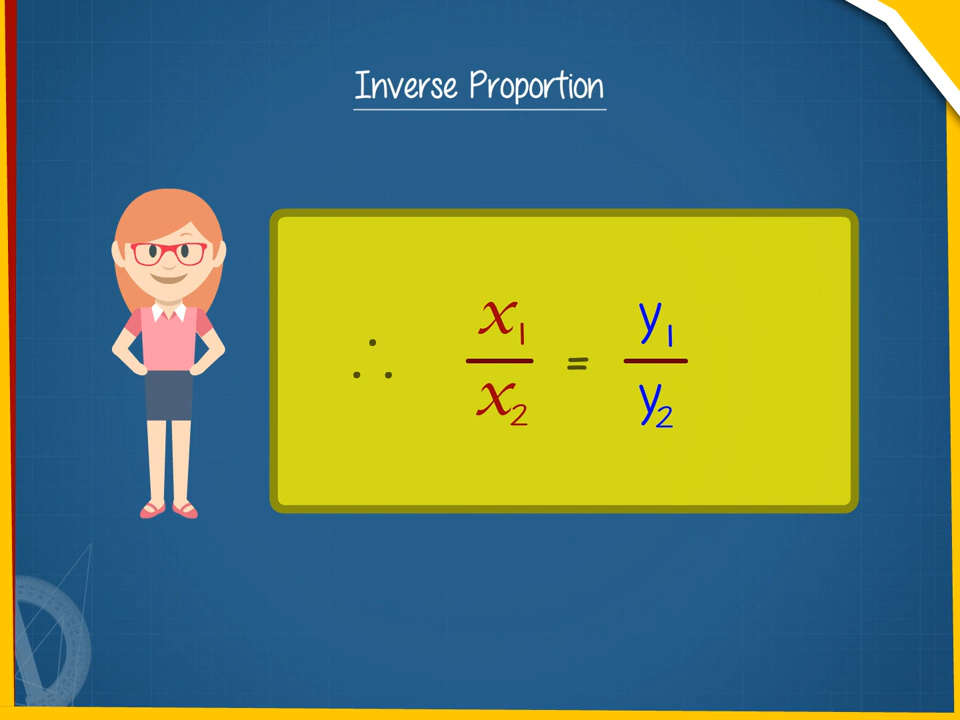 Inverse Proportion
∴ x₁/x₂ = y₁/y₂